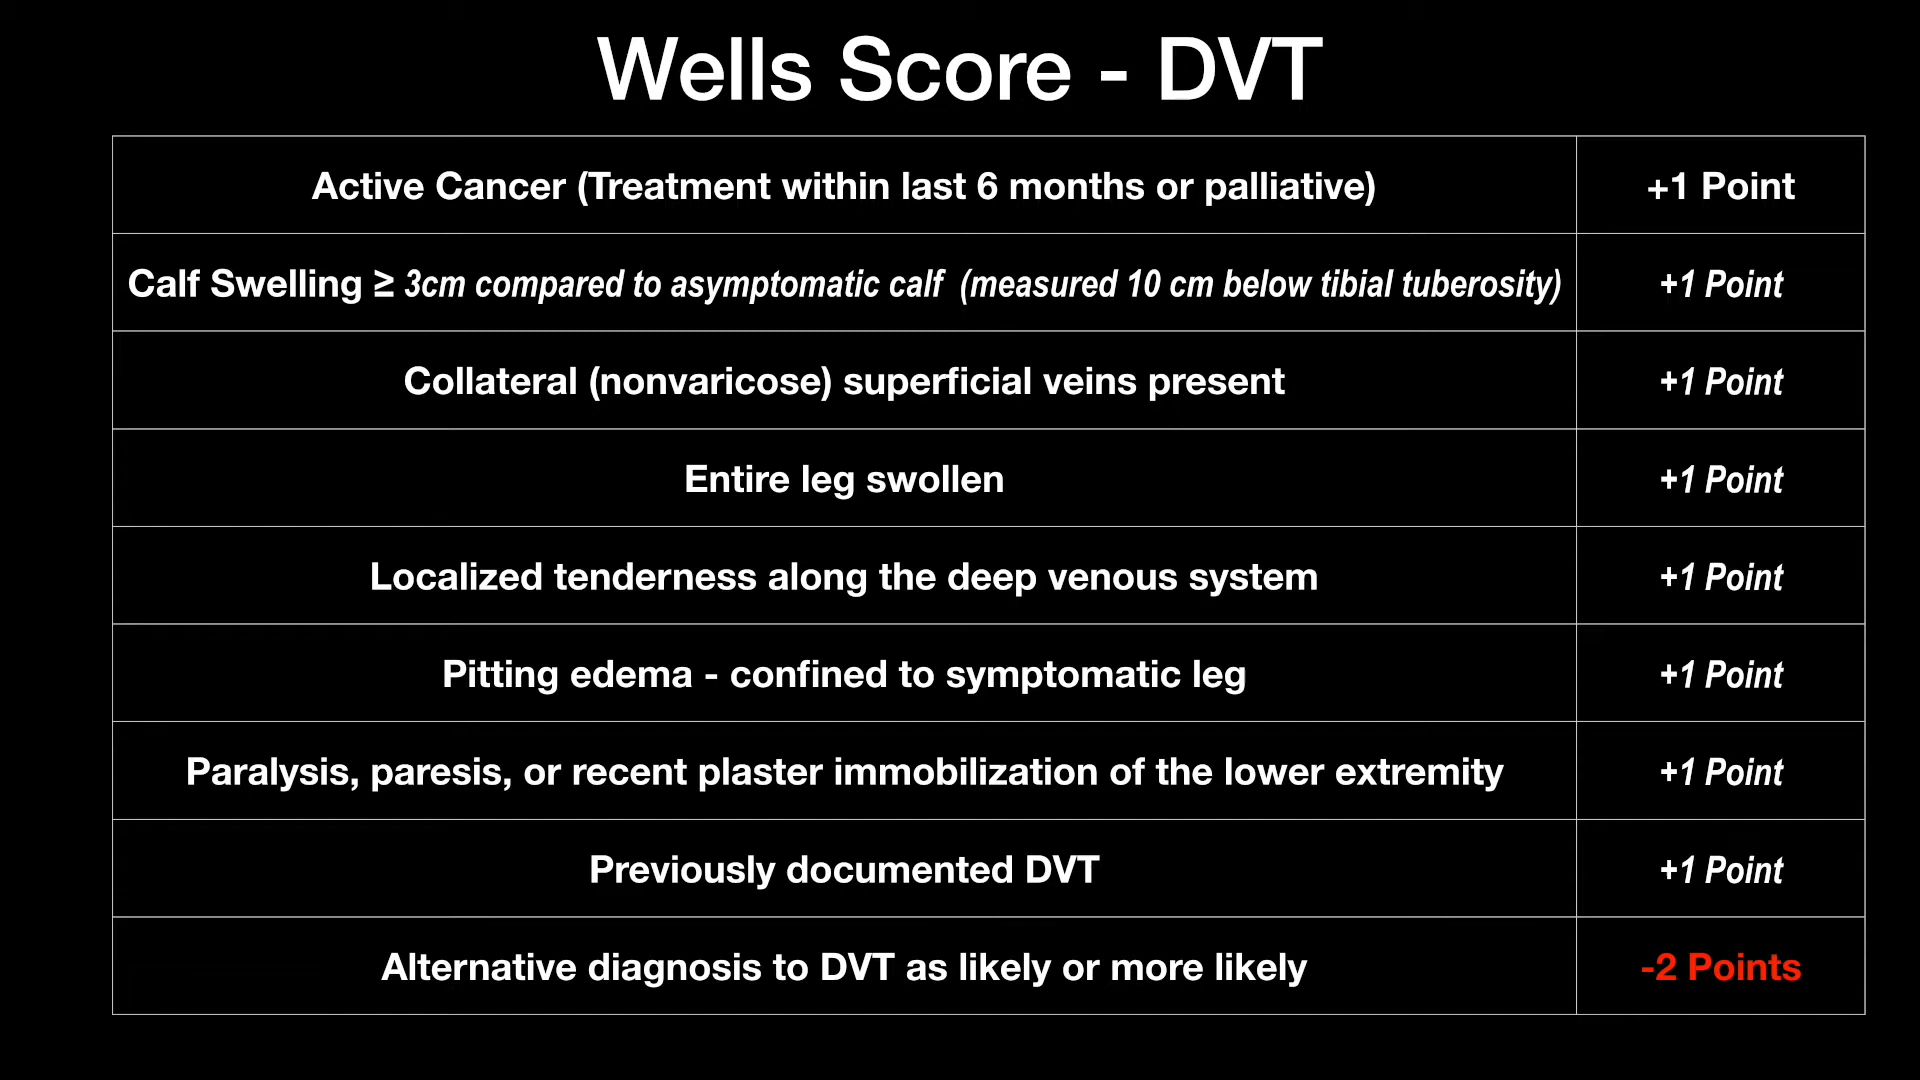 Wells Score - DVT
Active Cancer (Treatment within last 6 months or palliative) +1 Point
Calf Swelling ≥ 3cm compared to asymptomatic calf (measured 10 cm below tibial tuberosity) +1 Point
Collateral (nonvaricose) superficial veins present +1 Point
Entire leg swollen +1 Point
Localized tenderness along the deep venous system +1 Point
Pitting edema - confined to symptomatic leg +1 Point
Paralysis, paresis, or recent plaster immobilization of the lower extremity +1 Point
Previously documented DVT +1 Point
Alternative diagnosis to DVT as likely or more likely -2 Points